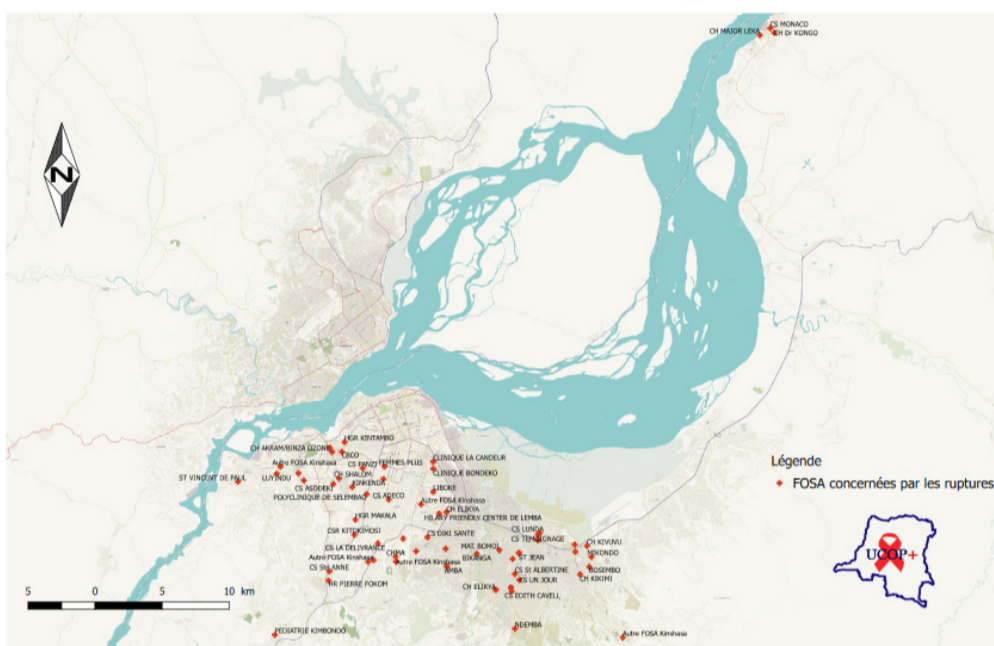 CS MONACO
CH MAJOR LEKA
CH Dr KONGO
N
HGR KINTAMBO
CH AKRAM/BINZA OZONE
CBCO
Autre FOSA Kinshasa
CS PANZI
FEMMES PLUS
CLINIQUE LA CANDEUR
ST VINCENT DE PAUL
LUYINDU
CH SHALOM
CLINIQUE BONDEKO
CS ASODEKI
KINKENDA
POLYCLINIQUE DE SELEMBAO
CS ADECO
LIBOKE
Autre FOSA Kinshasa
CH ELIKYA
HGR MAKALA
HILARY FRIENDLY CENTER DE LEMBA
CSR KITOKIMOSI
CS DIKI SANTE
CS LUNDA
CS TEMOIGNAGE
CS LA DELIVRANCE
MAT. BOMOI
CH KIVUVU
Autre FOSA Kinshasa
CHMA
BIKANGA
ST JEAN
MIKONDO
Autre FOSA Kinshasa
CS Ste ANNE
AMBA
CS St ALBERTINE
BOSEMBO
RR PIERRE FOKOM
CS UN JOUR
CH KIKIMI
CH ELIKYA
CS EDITH CAVELL
NDEMBA
PEDIATRIE KIMBONDO
Autre FOSA Kinshasa
5 0 5 10 km
Légende
FOSA concernées par les ruptures
UCOP+